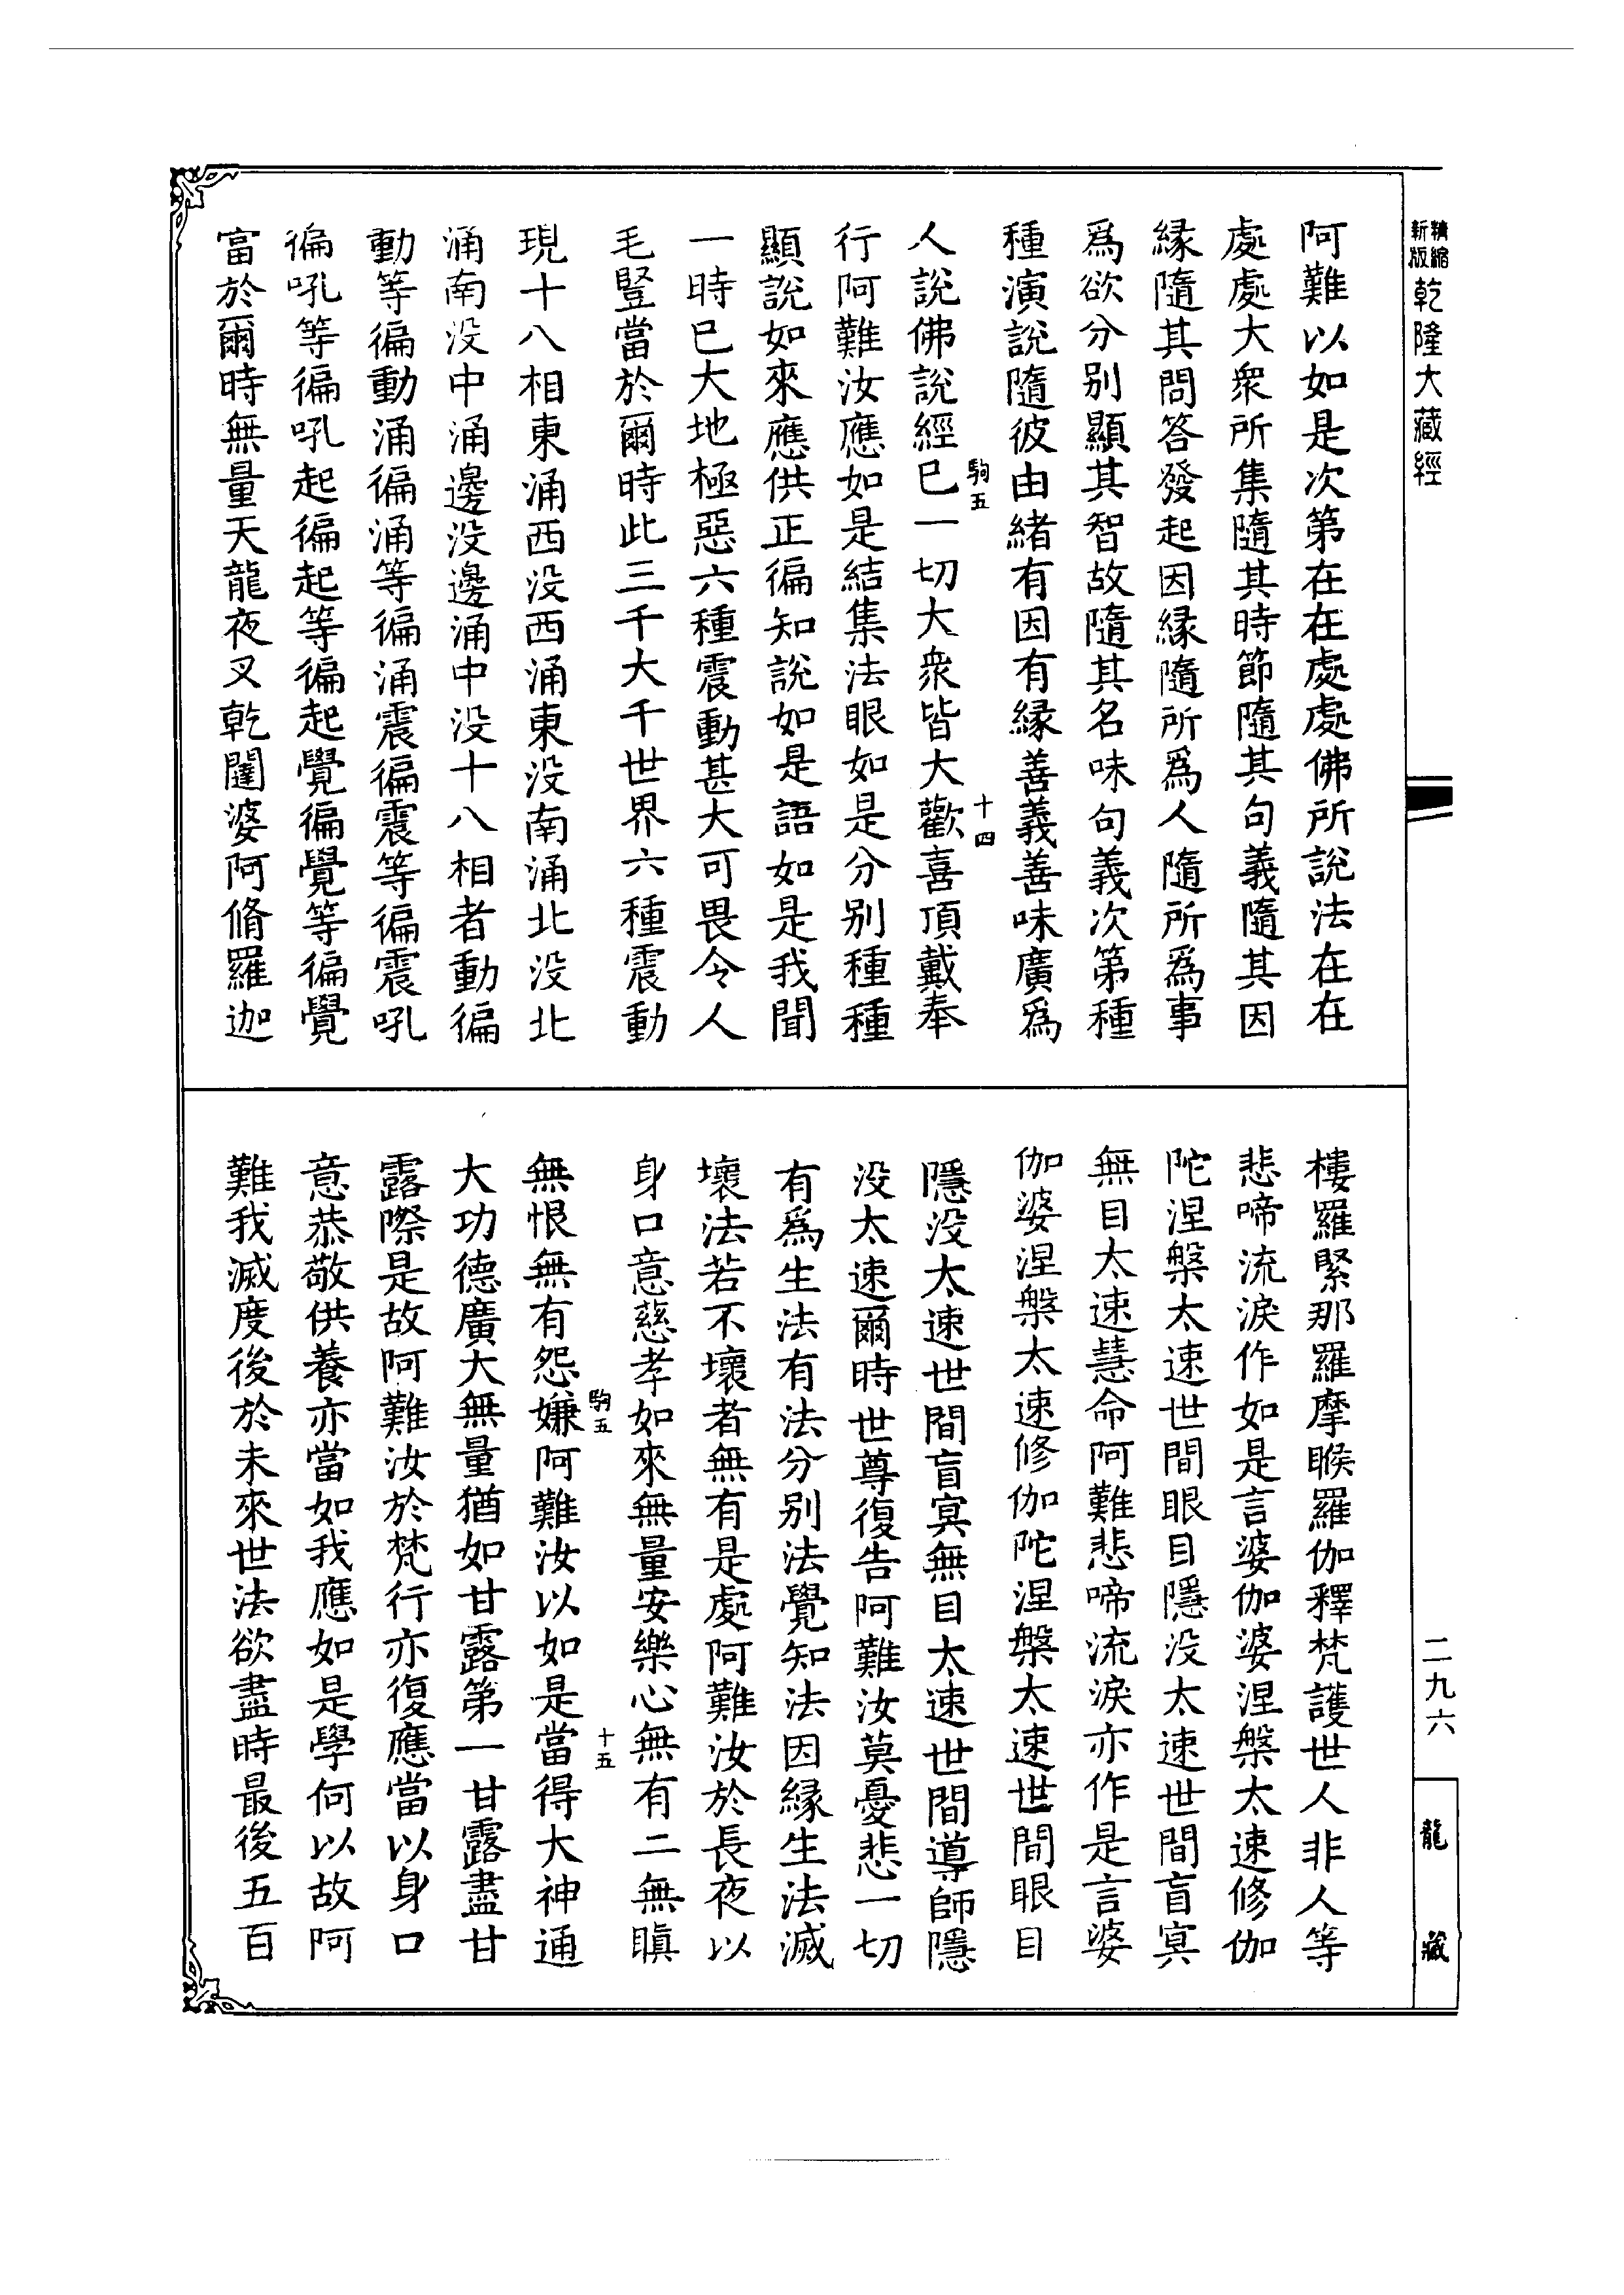 精縮新版乾隆大藏經
阿難以如是次第在在處處佛所說法在在
處處大衆所集隨其時節隨其句義隨其因
緣隨其問答發起因緣隨所爲人隨所爲事
爲欲分别顯其智故隨其名味句義次第種
種演說隨彼由緒有因有緣善義善味廣爲
駒五 十四
人說佛說經已一切大衆皆大歡喜頂戴奉
行阿難汝應如是結集法眼如是分别種種
顯說如來應供正徧知說如是語如是我聞
一時已大地極惡六種震動甚大可畏令人
毛豎當於爾時此三千大千世界六種震動
現十八相東涌西没西涌東没南涌北没北
涌南没中涌邊没邊涌中没十八相者動徧
動等徧動涌徧涌等徧涌震徧震等徧震吼
徧吼等徧吼起徧起等徧起覺徧覺等徧覺
當於爾時無量天龍夜叉乾闥婆阿脩羅迦
樓羅緊那羅摩睺羅伽釋梵護世人非人等
悲啼流淚作如是言婆伽婆涅槃太速修伽
陀涅槃太速世間眼目隱没太速世間盲冥
無目太速慧命阿難悲啼流淚亦作是言婆
伽婆涅槃太速修伽陀涅槃太速世間眼目
隱没太速世間盲冥無目太速世間導師隱
没太速爾時世尊復告阿難汝莫憂悲一切
有爲生法有法分别法覺知法因緣生法滅
壞法若不壞者無有是處阿難汝於長夜以
身口意慈孝如來無量安樂心無有二無瞋
駒五 十五
無恨無有怨嫌阿難汝以如是當得大神通
大功德廣大無量猶如甘露第一甘露盡甘
露際是故阿難汝於梵行亦復應當以身口
意恭敬供養亦當如我應如是學何以故阿
難我滅度後於未來世法欲盡時最後五百
二九六
龍藏